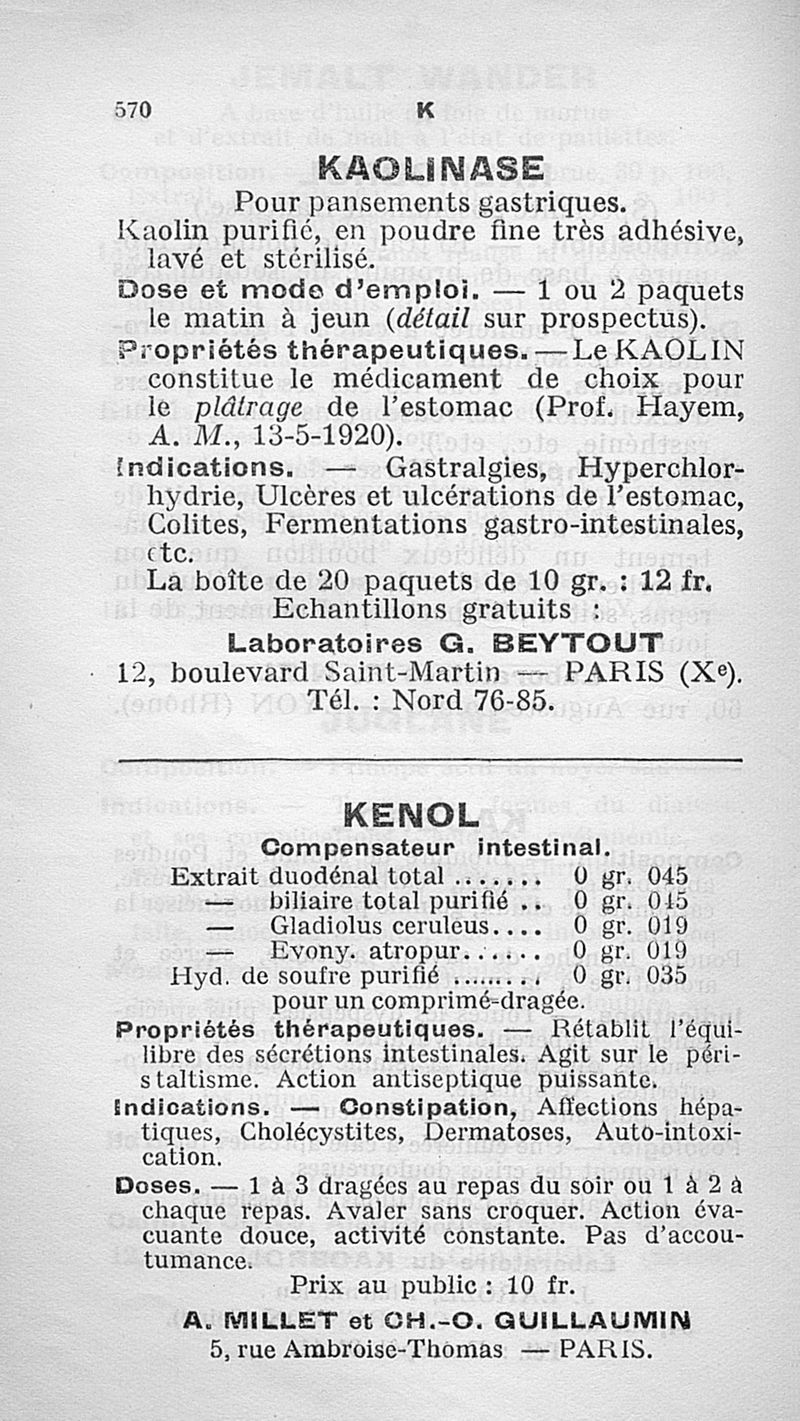 570 K
KAOLINASE
Pour pansements gastriques.
Kaolin purifié, en poudre fine très adhésive,
lavé et stérilisé.
Dose et mode d'emploi. — 1 ou 2 paquets
le matin à jeun (détail sur prospectus).
Propriétés thérapeutiques. — Le KAOLIN
constitue le médicament de choix pour
le plâtrage de l'estomac (Prof. Hayem,
A. M., 13-5-1920).
Indications. — Gastralgies, Hyperchlor-
hydrie, Ulcères et ulcérations de l'estomac,
Colites, Fermentations gastro-intestinales,
etc.
La boîte de 20 paquets de 10 gr. : 12 fr.
Echantillons gratuits :
Laboratoires G. BEYTOUT
12, boulevard Saint-Martin — PARIS (Xe).
Tél. : Nord 76-85.
KENOL
Compensateur intestinal.
Extrait duodénal total ....... 0 gr. 045
— biliaire total purifié .. 0 gr. 045
— Gladiolus ceruleus.... 0 gr. 019
— Evony. atropur...... 0 gr. 019
Hyd. de soufre purifié ........ 0 gr. 035
pour un comprimé-dragée.
Propriétés thérapeutiques. — Rétablit l'équi-
libre des sécrétions intestinales. Agit sur le péri-
staltisme. Action antiseptique puissante.
Indications. — Constipation, Affections hépa-
tiques, Cholécystites, Dermatoses, Auto-intoxi-
cation.
Doses. — 1 à 3 dragées au repas du soir ou 1 à 2 à
chaque repas. Avaler sans croquer. Action éva-
cuante douce, activité constante. Pas d'accou-
tumance.
Prix au public : 10 fr.
A. MILLET et CH.-O. GUILLAUMIN
5, rue Ambroise-Thomas — PARIS.